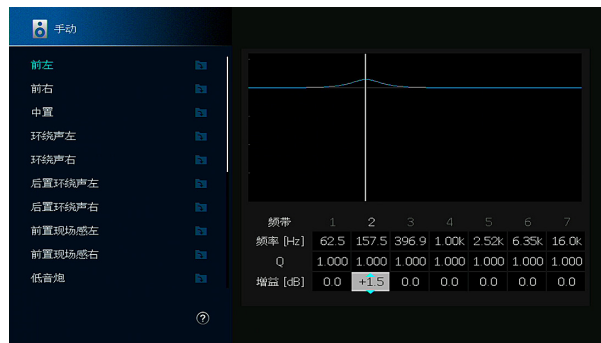 手动
前左
前右
中置
环绕声左
环绕声右
后置环绕声左
后置环绕声右
前置现场感左
前置现场感右
低音炮
?
频带 1 2 3 4 5 6 7
频率 [Hz] 62.5 157.5 396.9 1.00k 2.52k 6.35k 16.0k
Q 1.000 1.000 1.000 1.000 1.000 1.000 1.000
增益 [dB] 0.0 +1.5 0.0 0.0 0.0 0.0 0.0